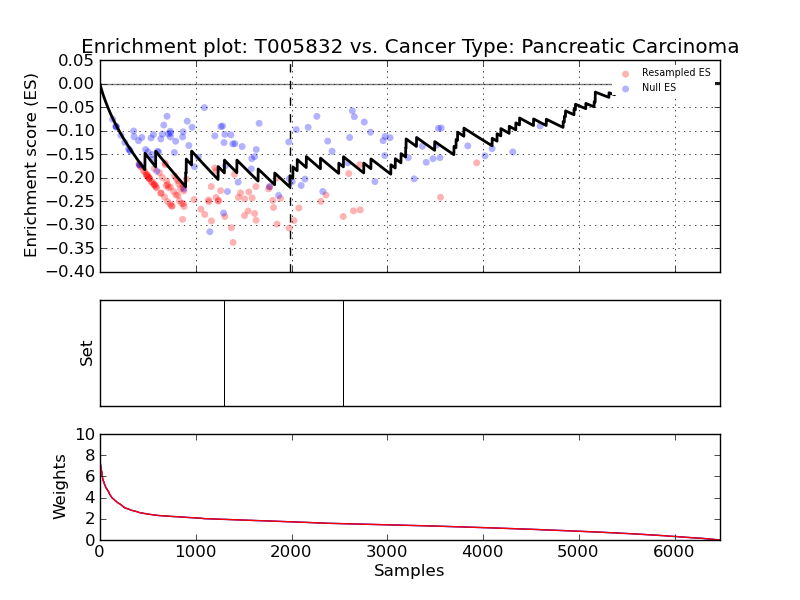 Enrichment plot: T005832 vs. Cancer Type: Pancreatic Carcinoma
Enrichment score (ES)
0.05
0.00
−0.05
−0.10
−0.15
−0.20
−0.25
−0.30
−0.35
−0.40
Resampled ES
Null ES
Set
Weights
10
8
6
4
2
0
0 1000 2000 3000 4000 5000 6000
Samples